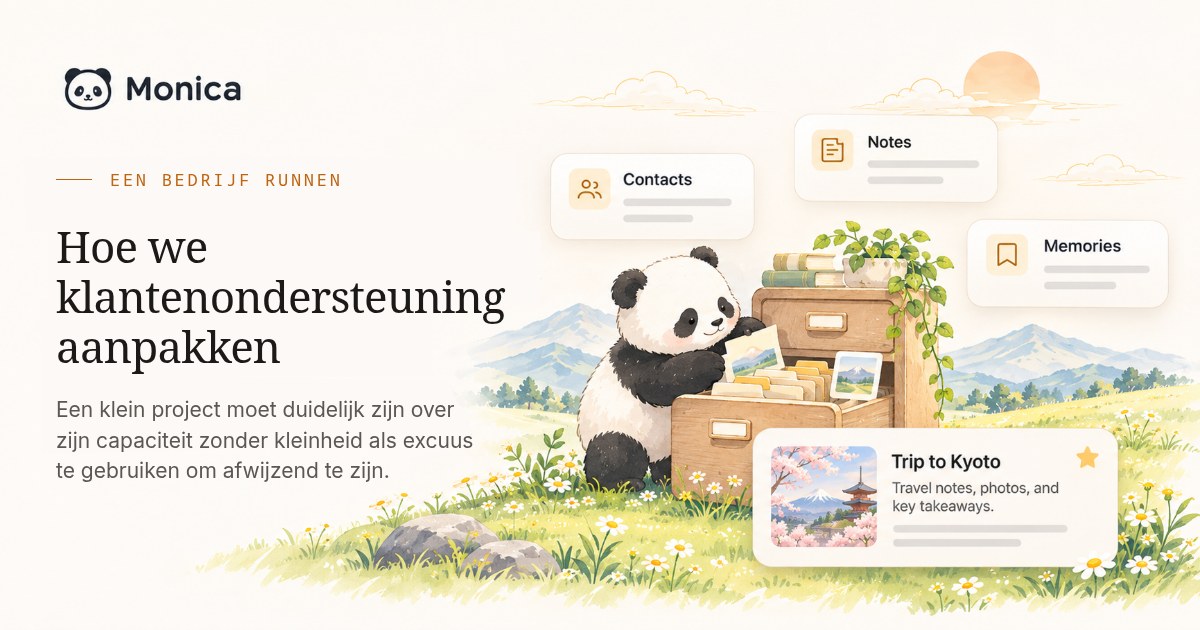 Monica
EEN BEDRIJF RUNNEN
Hoe we
klantenondersteuning
aanpakken
Een klein project moet duidelijk zijn over
zijn capaciteit zonder kleinheid als excuus
te gebruiken om afwijzend te zijn.
Contacts
Notes
Memories
Trip to Kyoto
Travel notes, photos, and
key takeaways.